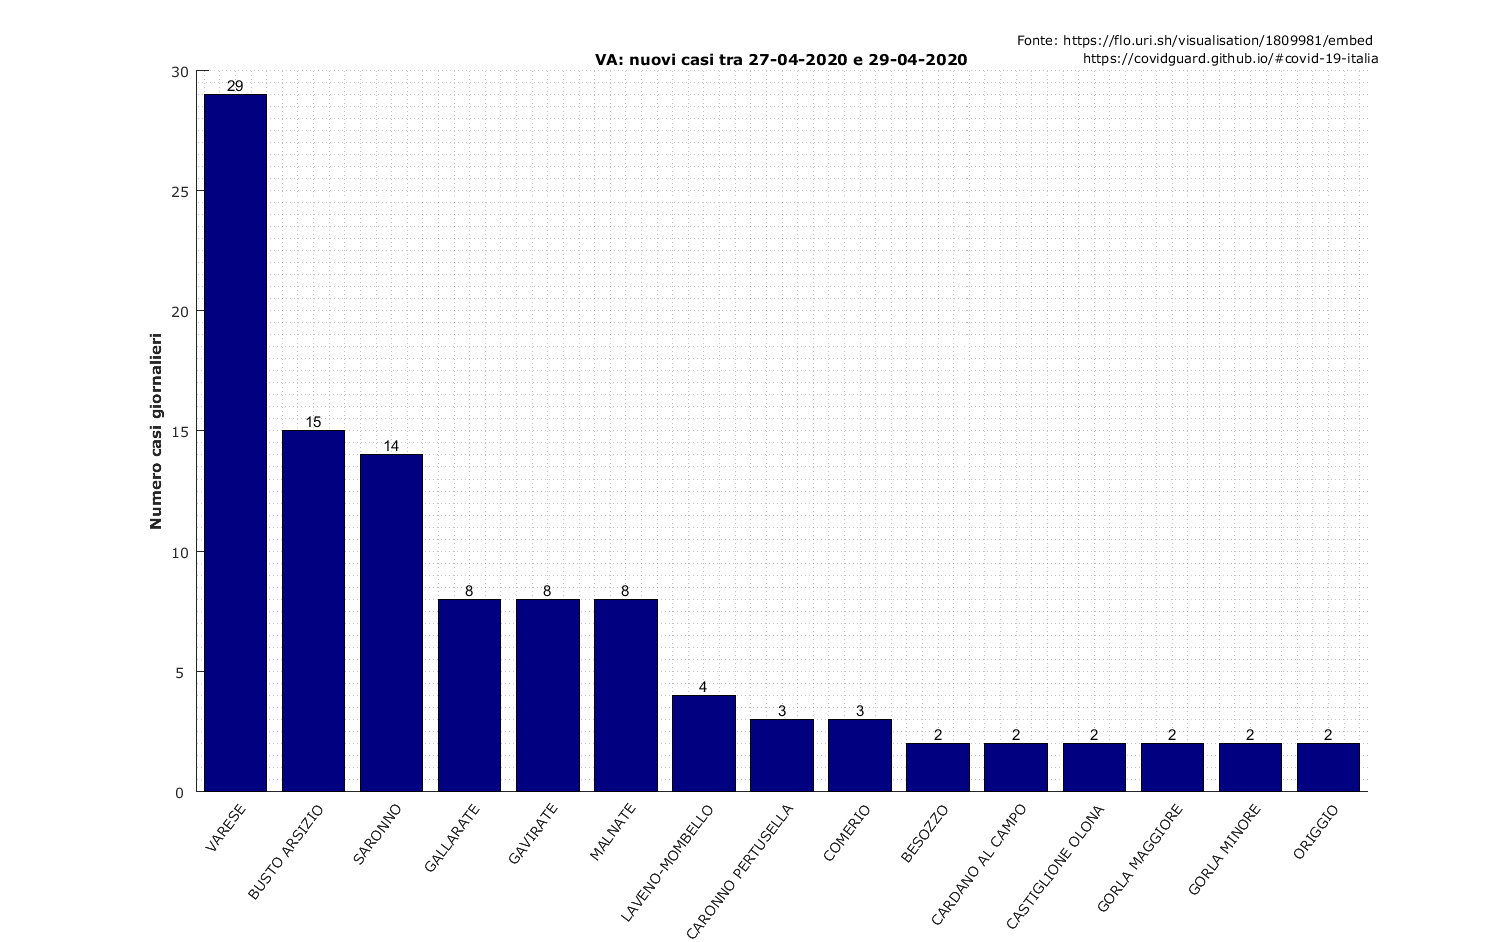 Fonte: https://flo.uri.sh/visualisation/1809981/embed
https://covidguard.github.io/#covid-19-italia
VA: nuovi casi tra 27-04-2020 e 29-04-2020
Numero casi giornalieri
30
25
20
15
10
5
0
29
15
14
8
8
8
4
3
3
2
2
2
2
2
2
VARESE
BUSTO ARSIZIO
SARONNO
GALLARATE
GAVIRATE
MALNATE
LAVENO-MOMBELLO
CARONNO PERTUSELLA
COMERIO
BESOZZO
CARDANO AL CAMPO
CASTIGLIONE OLONA
GORLA MAGGIORE
GORLA MINORE
ORIGGIO